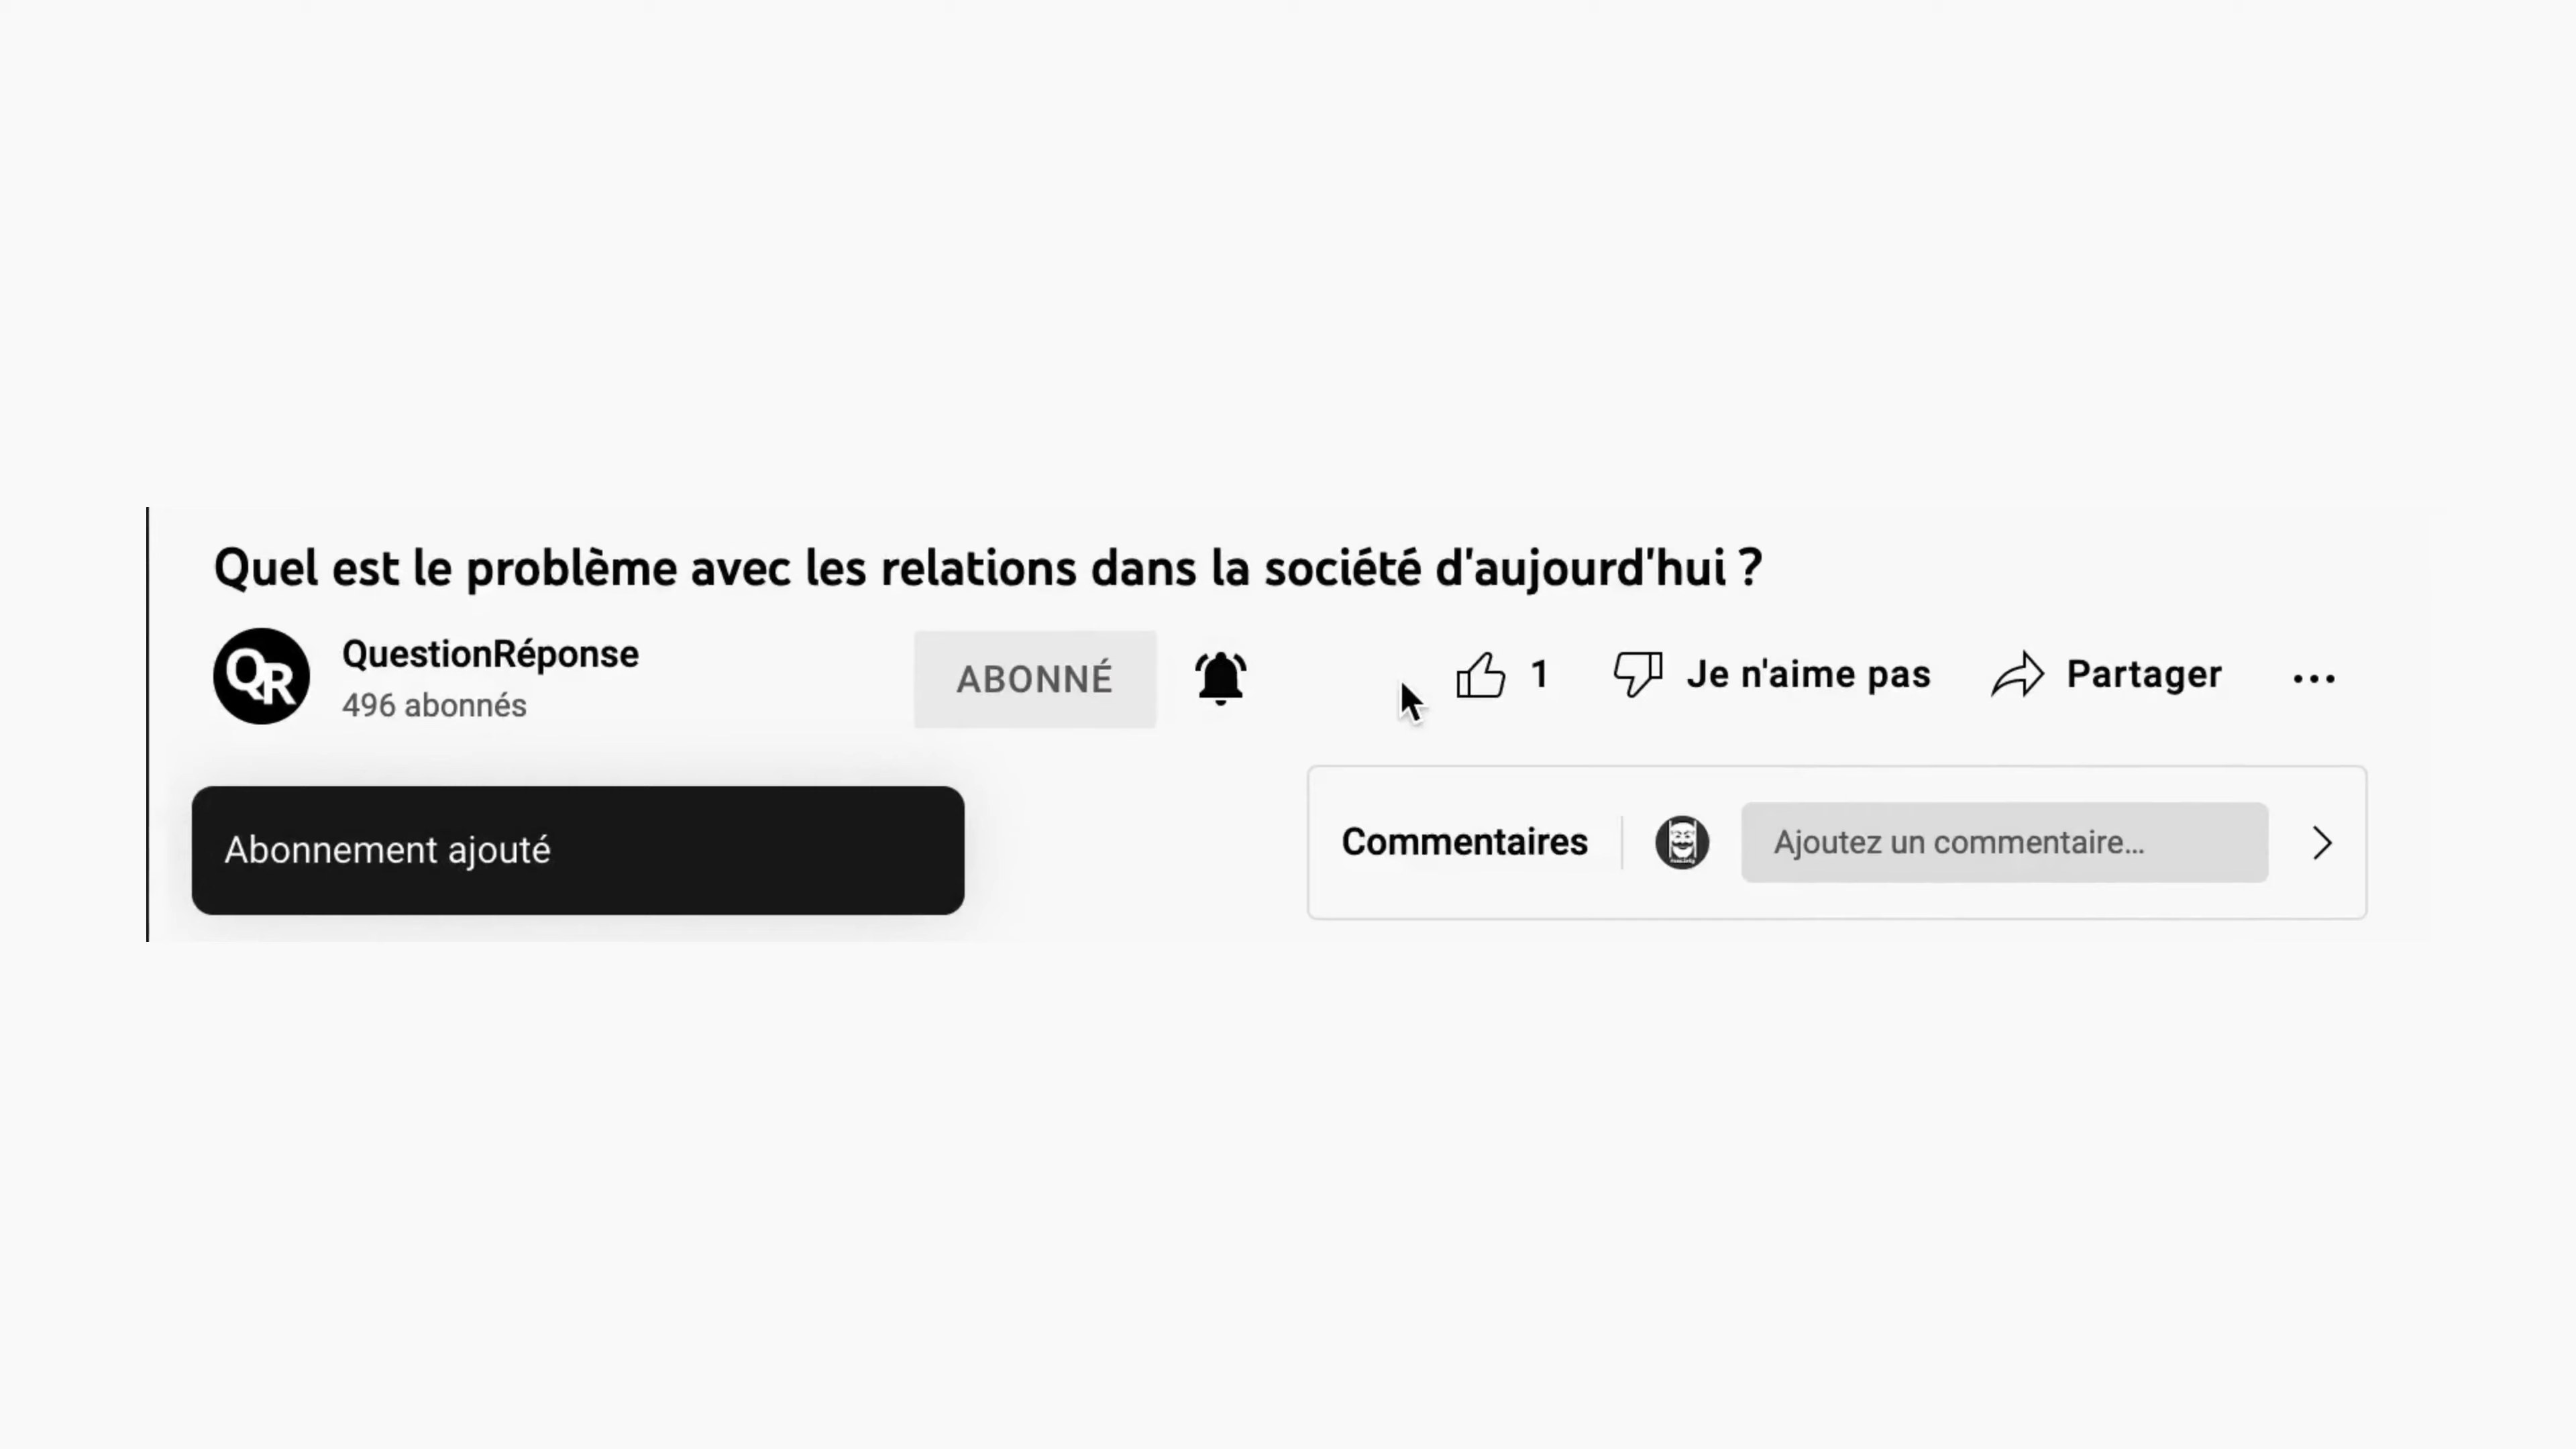 Quel est le problème avec les relations dans la société d'aujourd'hui ?
QR
QuestionRéponse
496 abonnés
ABONNÉ
1
Je n'aime pas
Partager
Abonnement ajouté
Commentaires
Ajoutez un commentaire...